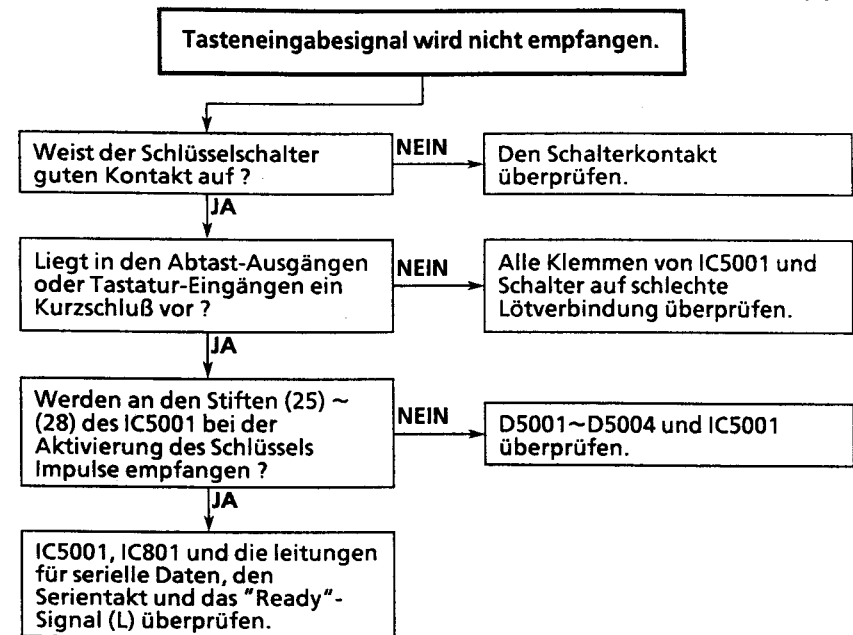 Tasteneingabesignal wird nicht empfangen.
Weist der Schlüsselschalter
guten Kontakt auf ?
NEIN
Den Schalterkontakt
überprüfen.
JA
Liegt in den Abtast-Ausgängen
oder Tastatur-Eingängen ein
Kurzschluß vor ?
NEIN
Alle Klemmen von IC5001 und
Schalter auf schlechte
Lötverbindung überprüfen.
JA
Werden an den Stiften (25) ~
(28) des IC5001 bei der
Aktivierung des Schlüssels
Impulse empfangen ?
NEIN
D5001~D5004 und IC5001
überprüfen.
JA
IC5001, IC801 und die leitungen
für serielle Daten, den
Serientakt und das "Ready"-
Signal (L) überprüfen.